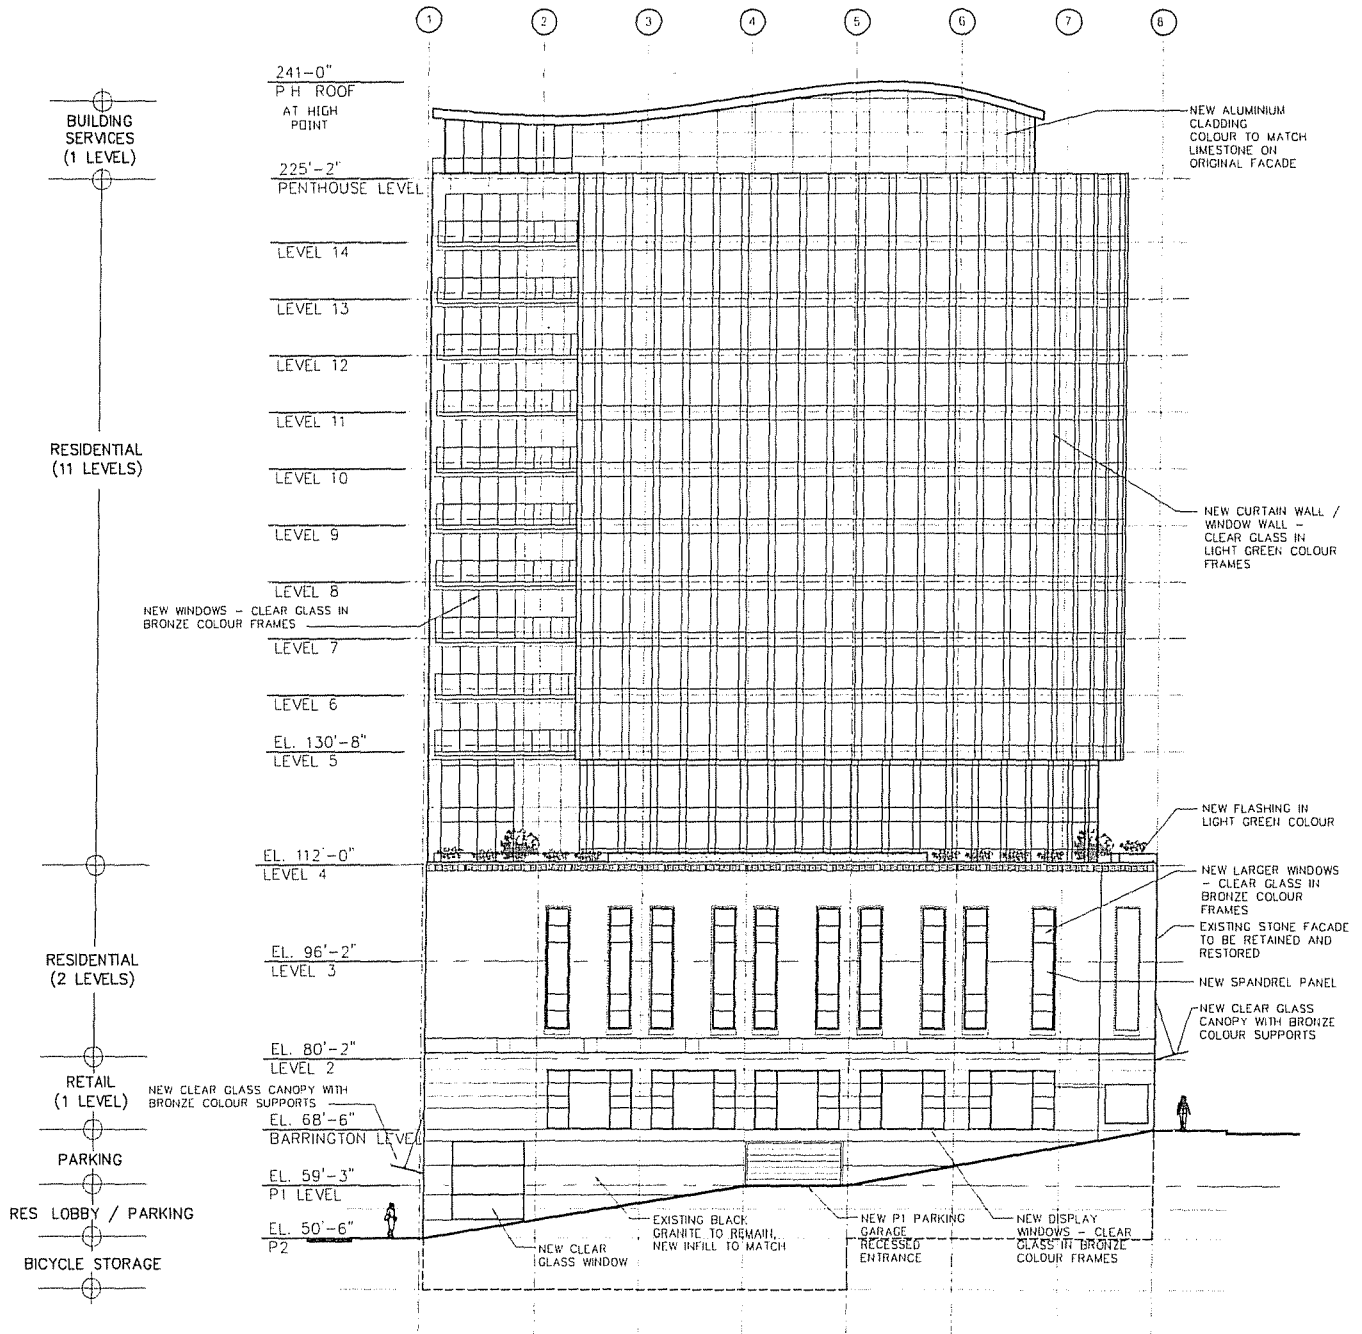 1 2 3 4 5 6 7 8
241-0"
P H ROOF
AT HIGH
POINT
BUILDING
SERVICES
(1 LEVEL)
NEW ALUMINIUM
CLADDING
COLOUR TO MATCH
LIMESTONE ON
ORIGINAL FACADE
225'-2"
PENTHOUSE LEVEL
LEVEL 14
LEVEL 13
LEVEL 12
LEVEL 11
RESIDENTIAL
(11 LEVELS)
LEVEL 10
NEW CURTAIN WALL /
WINDOW WALL -
CLEAR GLASS IN
LIGHT GREEN COLOUR
FRAMES
LEVEL 9
LEVEL 8
NEW WINDOWS - CLEAR GLASS IN
BRONZE COLOUR FRAMES
LEVEL 7
LEVEL 6
EL. 130'-8"
LEVEL 5
NEW FLASHING IN
LIGHT GREEN COLOUR
EL. 112'-0"
LEVEL 4
NEW LARGER WINDOWS
- CLEAR GLASS IN
BRONZE COLOUR
FRAMES
EXISTING STONE FACADE
TO BE RETAINED AND
RESTORED
RESIDENTIAL
(2 LEVELS)
EL. 96'-2"
LEVEL 3
NEW SPANDREL PANEL
NEW CLEAR GLASS
CANOPY WITH BRONZE
COLOUR SUPPORTS
EL. 80'-2"
LEVEL 2
RETAIL
(1 LEVEL)
NEW CLEAR GLASS CANOPY WITH
BRONZE COLOUR SUPPORTS
EL. 68'-6"
BARRINGTON LEVEL
PARKING
EL. 59'-3"
P1 LEVEL
RES LOBBY / PARKING
EL. 50'-6"
P2
BICYCLE STORAGE
NEW CLEAR
GLASS WINDOW
EXISTING BLACK
GRANITE TO REMAIN,
NEW INFILL TO MATCH
NEW P1 PARKING
GARAGE
RECESSED
ENTRANCE
NEW DISPLAY
WINDOWS - CLEAR
GLASS IN BRONZE
COLOUR FRAMES